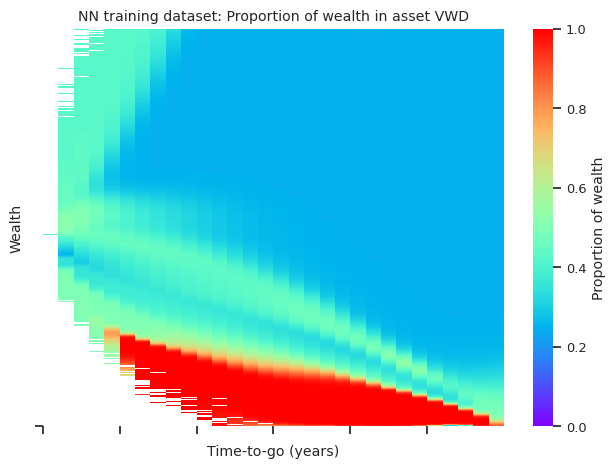 NN training dataset: Proportion of wealth in asset VWD
1.0
0.8
0.6
0.4
0.2
0.0
Proportion of wealth
Wealth
Time-to-go (years)